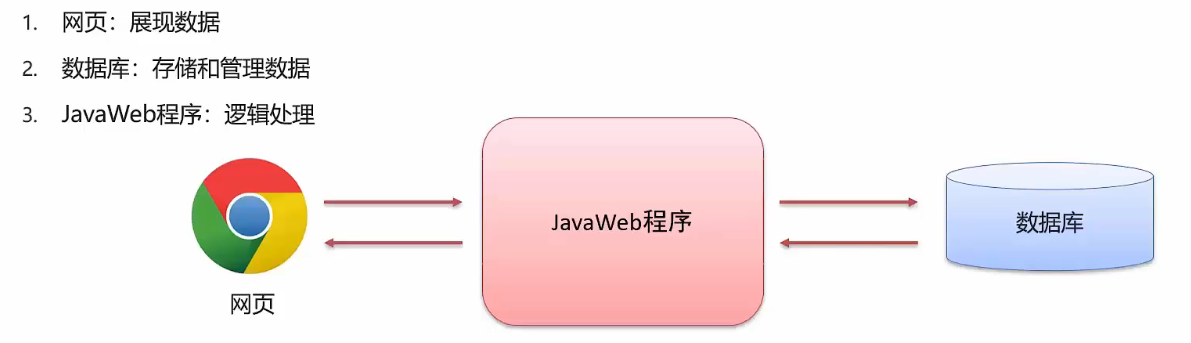 1. 网页：展现数据
2. 数据库：存储和管理数据
3. JavaWeb程序：逻辑处理
JavaWeb程序
数据库
网页